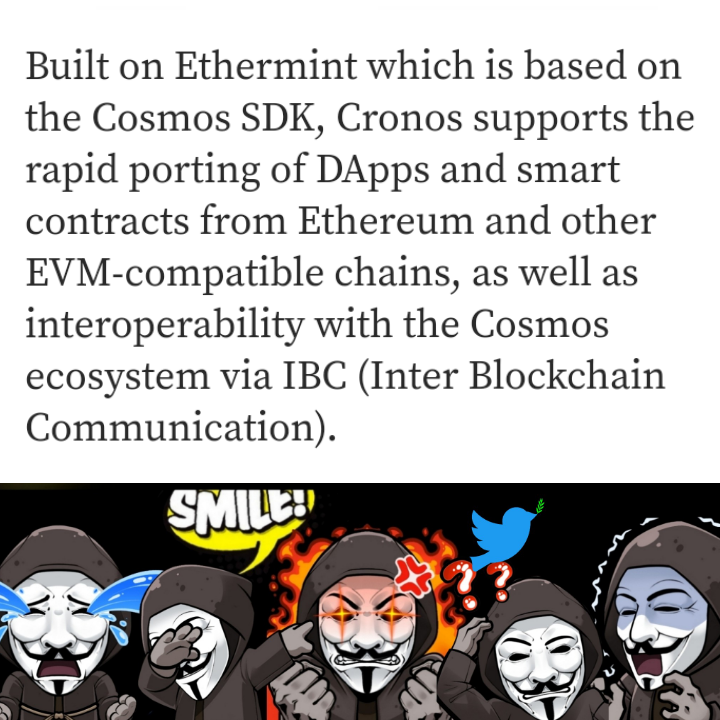 Built on Ethermint which is based on
the Cosmos SDK, Cronos supports the
rapid porting of DApps and smart
contracts from Ethereum and other
EVM-compatible chains, as well as
interoperability with the Cosmos
ecosystem via IBC (Inter Blockchain
Communication).
SMILE!
??